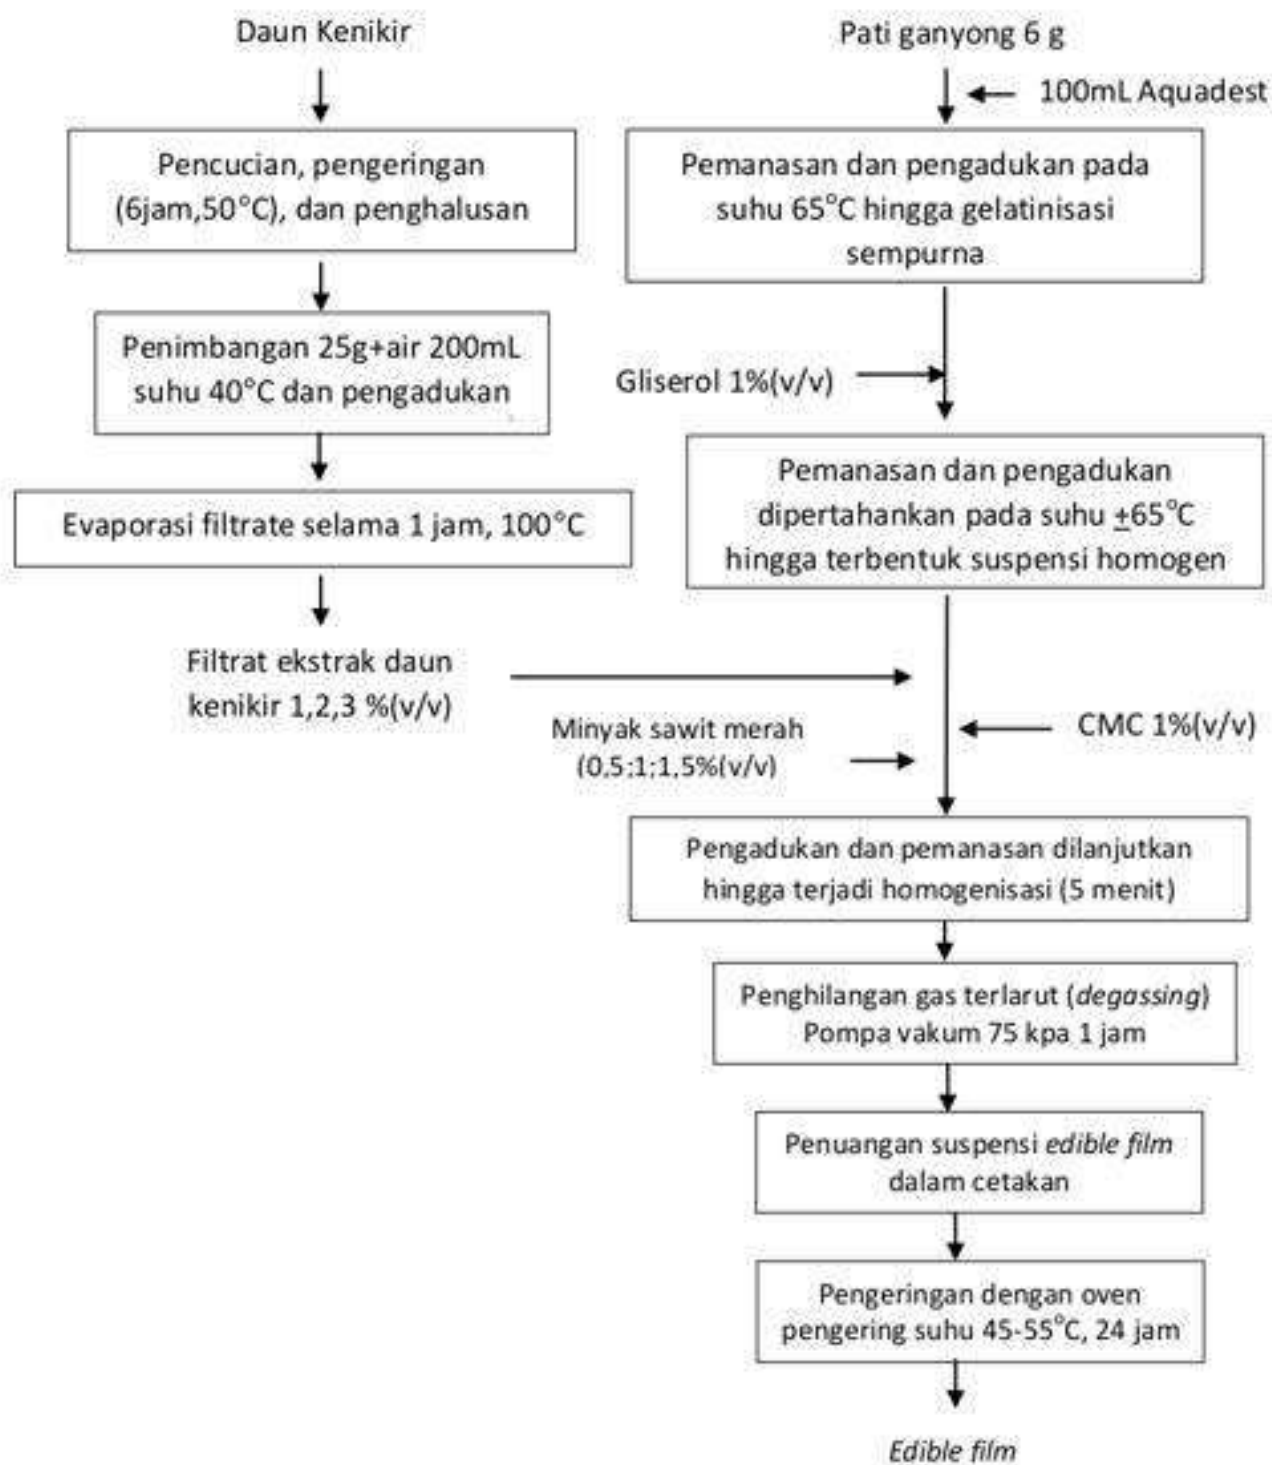 Daun Kenikir
Pencucian, pengeringan
(6jam,50°C), dan penghalusan
Penimbangan 25g+air 200mL
suhu 40°C dan pengadukan
Evaporasi filtrate selama 1 jam, 100°C
Filtrat ekstrak daun
kenikir 1,2,3 %(v/v)
Pati ganyong 6 g
100mL Aquadest
Pemanasan dan pengadukan pada
suhu 65°C hingga gelatinisasi
sempurna
Gliserol 1%(v/v)
Pemanasan dan pengadukan
dipertahankan pada suhu ±65°C
hingga terbentuk suspensi homogen
CMC 1%(v/v)
Minyak sawit merah
(0,5;1;1,5%(v/v)
Pengadukan dan pemanasan dilanjutkan
hingga terjadi homogenisasi (5 menit)
Penghilangan gas terlarut (degassing)
Pompa vakum 75 kpa 1 jam
Penuangan suspensi edible film
dalam cetakan
Pengeringan dengan oven
pengering suhu 45-55°C, 24 jam
Edible film